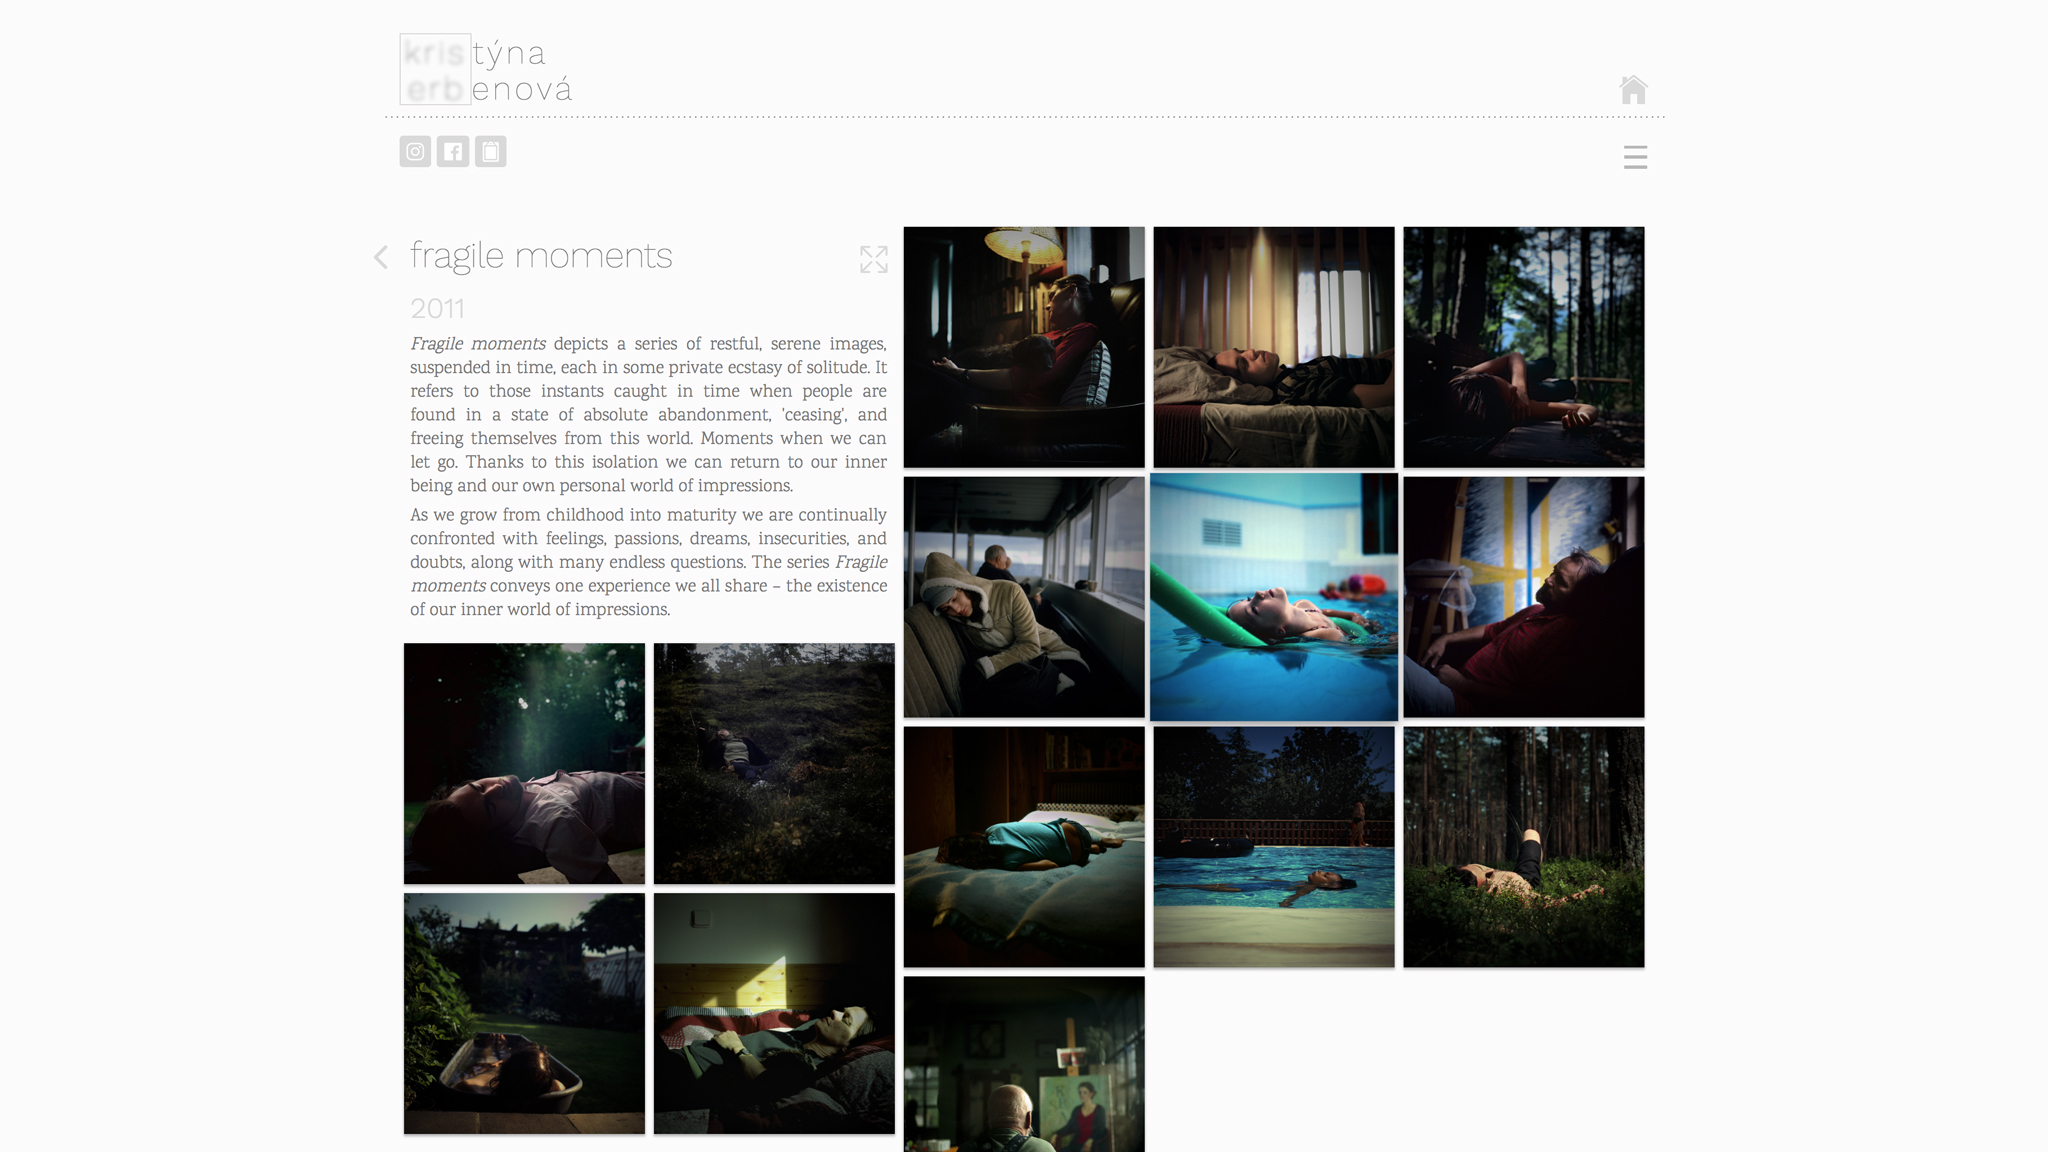 kristýna
erbenová
fragile moments
2011
Fragile moments depicts a series of restful, serene images,
suspended in time, each in some private ecstasy of solitude. It
refers to those instants caught in time when people are
found in a state of absolute abandonment, 'ceasing', and
freeing themselves from this world. Moments when we can
let go. Thanks to this isolation we can return to our inner
being and our own personal world of impressions.
As we grow from childhood into maturity we are continually
confronted with feelings, passions, dreams, insecurities, and
doubts, along with many endless questions. The series Fragile
moments conveys one experience we all share – the existence
of our inner world of impressions.